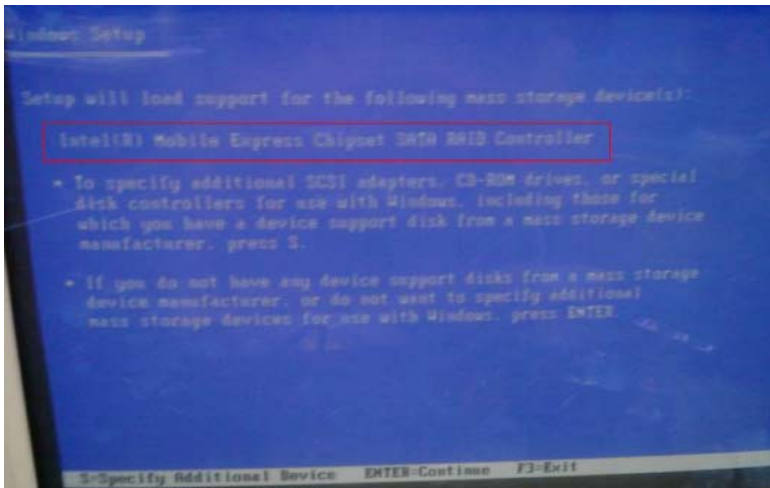 Windows Setup
Setup will load support for the following mass storage device(s):
Intel(R) Mobile Express Chipset SATA RAID Controller
* To specify additional SCSI adapters, CD-ROM drives, or special
disk controllers for use with Windows, including those for
which you have a device support disk from a mass storage device
manufacturer, press S.
* If you do not have any device support disks from a mass storage
device manufacturer, or do not want to specify additional
mass storage devices for use with Windows, press ENTER.
S=Specify Additional Device ENTER=Continue F3=Exit